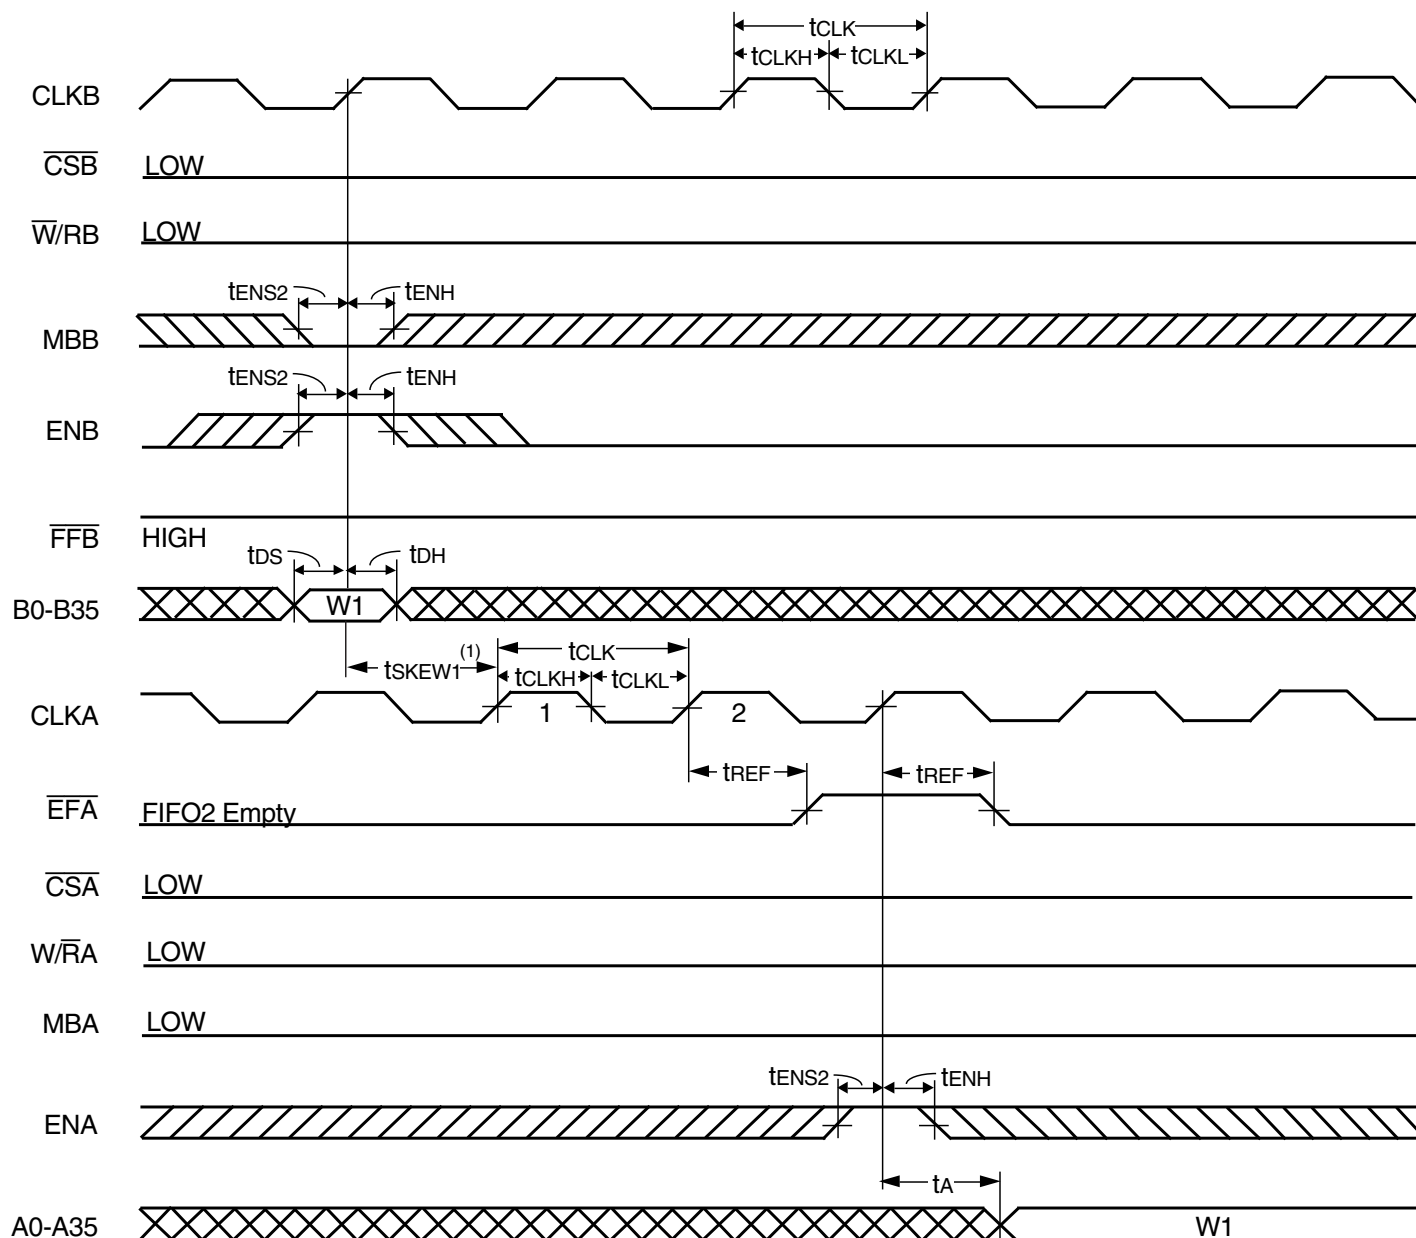 tCLK
tCLKH tCLKL
CLKB
CSB LOW
W/RB LOW
tENS2 tENH
MBB
tENS2 tENH
ENB
FFB HIGH
tDS tDH
B0-B35 W1
tSKEW1(1) tCLK
tCLKH tCLKL
CLKA 1 2
tREF tREF
EFA FIFO2 Empty
CSA LOW
W/RA LOW
MBA LOW
tENS2 tENH
ENA
tA
A0-A35 W1